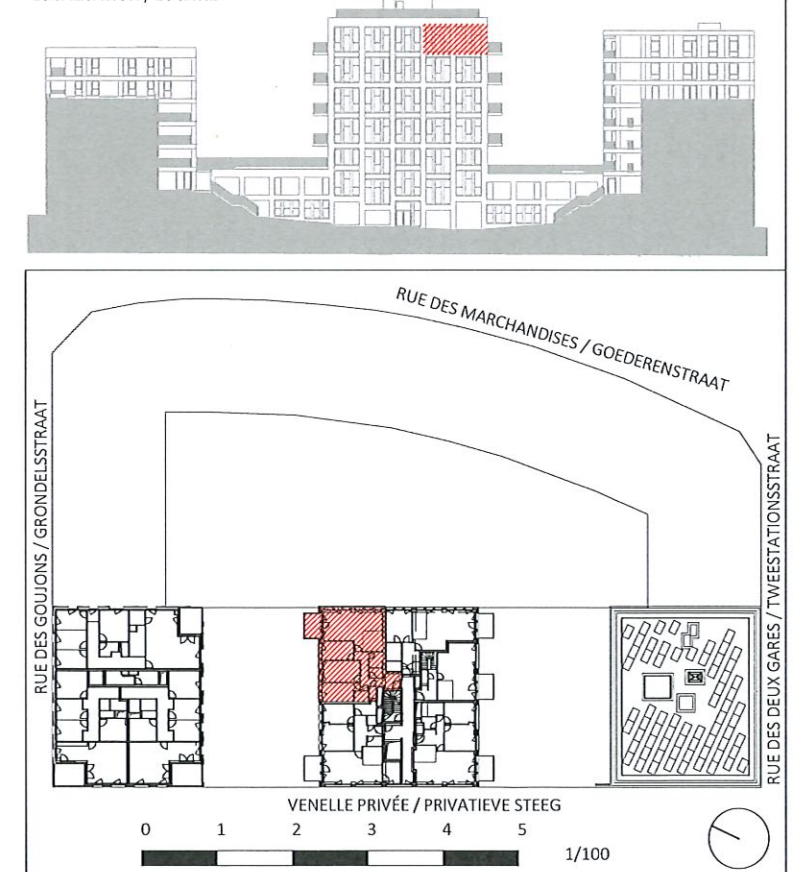 RUE DES MARCHANDISES / GOEDERENSTRAAT
RUE DES GOUJONS / GRONDELSSTRAAT
RUE DES DEUX GARES / TWEESTATIONSSTRAAT
VENELLE PRIVÉE / PRIVATIEVE STEEG
0 1 2 3 4 5
1/100